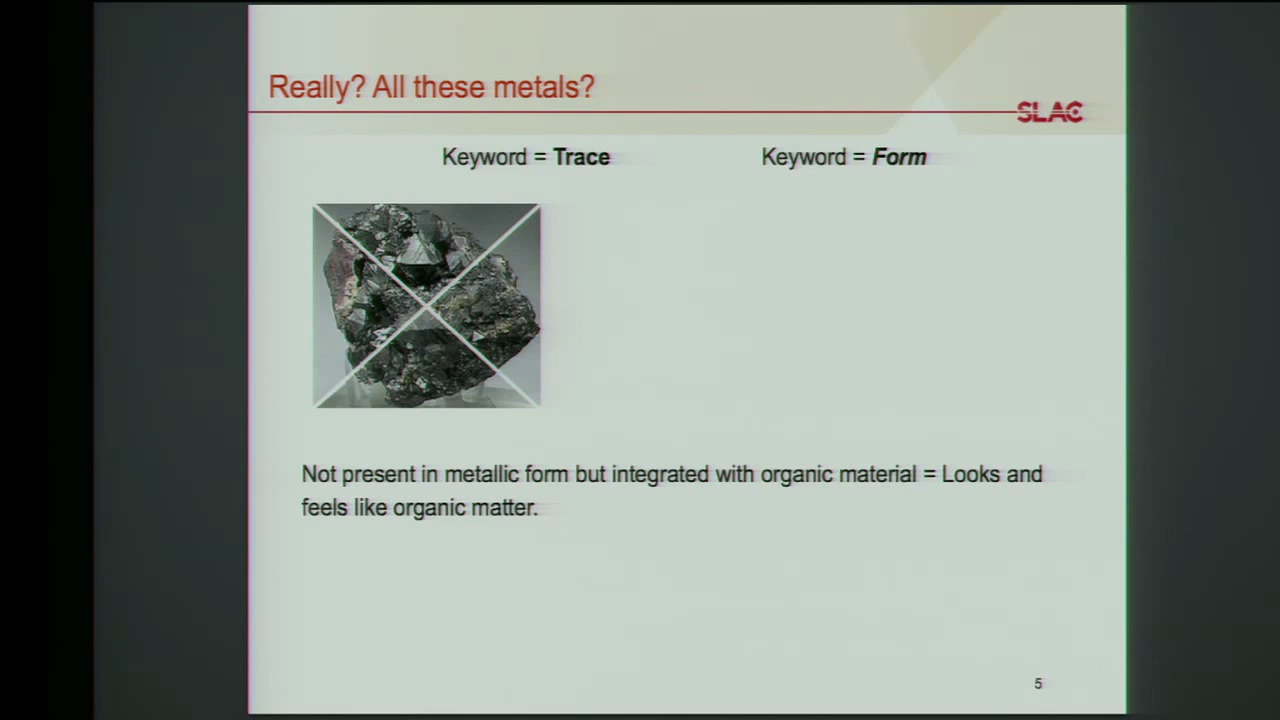 Really? All these metals?
SLAC
Keyword = Trace
Keyword = Form
Not present in metallic form but integrated with organic material = Looks and
feels like organic matter.
5